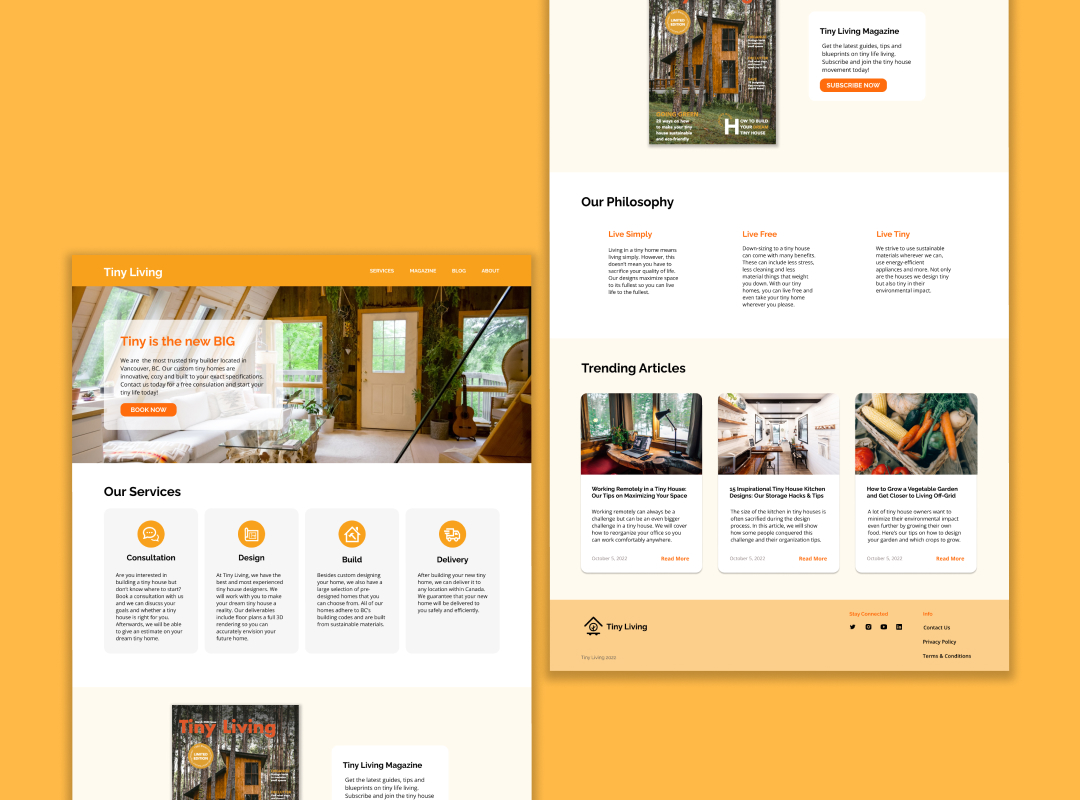 Tiny Living
SERVICES
MAGAZINE
BLOG
ABOUT
Tiny is the new BIG
We are the most trusted tiny builder located in
Vancouver, BC. Our custom tiny homes are
innovative, cozy and built to your exact specifications.
Contact us today for a free consulation and start your
tiny life today!
BOOK NOW
Our Services
Consultation
Are you interested in
building a tiny house but
don't know where to start?
Book a consultation with us
and we can disucss your
goals and whether a tiny
house is right for you.
Afterwards, we will be able
to give an estimate on your
dream tiny home.
Design
At Tiny Living, we have the
best and most experienced
tiny house designers. We
will work with you to make
your dream tiny house a
reality. Our deliverables
include floor plans a full 3D
rendering so you can
accurately envision your
future home.
Build
Besides custom designing
your home, we also have a
large selection of pre-
designed homes that you
can choose from. All of our
homes adhere to BC's
building codes and are built
from sustainable materials.
Delivery
After building your new tiny
home, we can deliver it to
any location within Canada.
We guarantee that your new
home will be delivered to
you safely and efficiently.
Tiny Living
LIMITED
EDITION
Tiny Living Magazine
Get the latest guides, tips and
blueprints on tiny life living.
Subscribe and join the tiny house
LIMITED
EDITION
GOING GREEN
20 ways on how
to make your tiny
house sustainable
and eco-friendly
HOW TO BUILD
YOUR DREAM
TINY HOUSE
Tiny Living Magazine
Get the latest guides, tips and
blueprints on tiny life living.
Subscribe and join the tiny house
movement today!
SUBSCRIBE NOW
Our Philosophy
Live Simply
Living in a tiny home means
living simply. However, this
doesn't mean you have to
sacrifice your quality of life.
Our designs maximize space
to its fullest so you can live
life to the fullest.
Live Free
Down-sizing to a tiny house
can come with many benefits.
These can include less stress,
less cleaning and less
material things that weight
you down. With our tiny
homes, you can live free and
even take your tiny home
wherever you please.
Live Tiny
We strive to use sustainable
materials wherever we can,
use energy-efficient
appliances and more. Not only
are the houses we design tiny
but also tiny in their
environmental impact.
Trending Articles
Working Remotely in a Tiny House:
Our Tips on Maximizing Your Space
Working remotely can always be a
challenge but can be an even bigger
challenge in a tiny house. We will cover
how to reorganize your office so you
can work comfortably anywhere.
October 5, 2022
Read More
15 Inspirational Tiny House Kitchen
Designs: Our Storage Hacks & Tips
The size of the kitchen in tiny houses is
often sacrified during the design
process. In this article, we will show
how some people conquered this
challenge and their organization tips.
October 5, 2022
Read More
How to Grow a Vegetable Garden
and Get Closer to Living Off-Grid
A lot of tiny house owners want to
minimize their environmental impact
even further by growing their own
food. Here's our tips on how to design
your garden and which crops to grow.
October 5, 2022
Read More
Tiny Living
Tiny Living 2022
Stay Connected
Info
Contact Us
Privacy Policy
Terms & Conditions